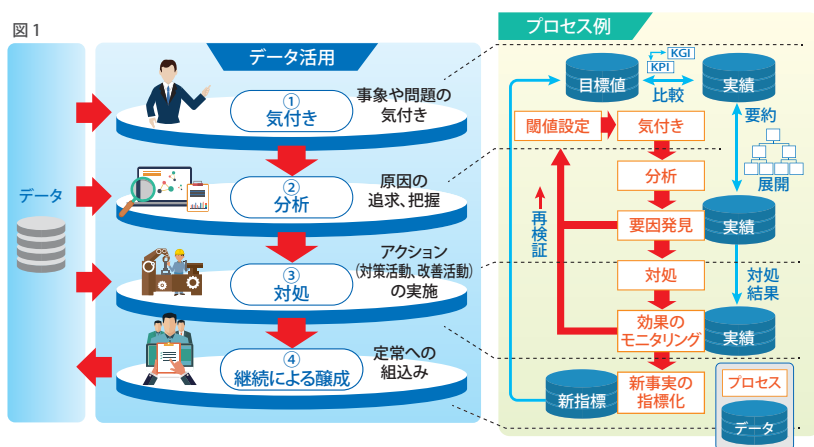 図1
データ
データ活用
①
気付き
事象や問題の
気付き
②
分析
原因の
追求、把握
③
対処
アクション
(対策活動、改善活動)
の実施
④
継続による醸成
定常への
組込み
プロセス例
目標値
KGI
KPI
比較
実績
要約
展開
閾値設定
気付き
分析
再検証
要因発見
実績
対処
対処
結果
効果の
モニタリング
実績
新指標
新事実の
指標化
プロセス
データ